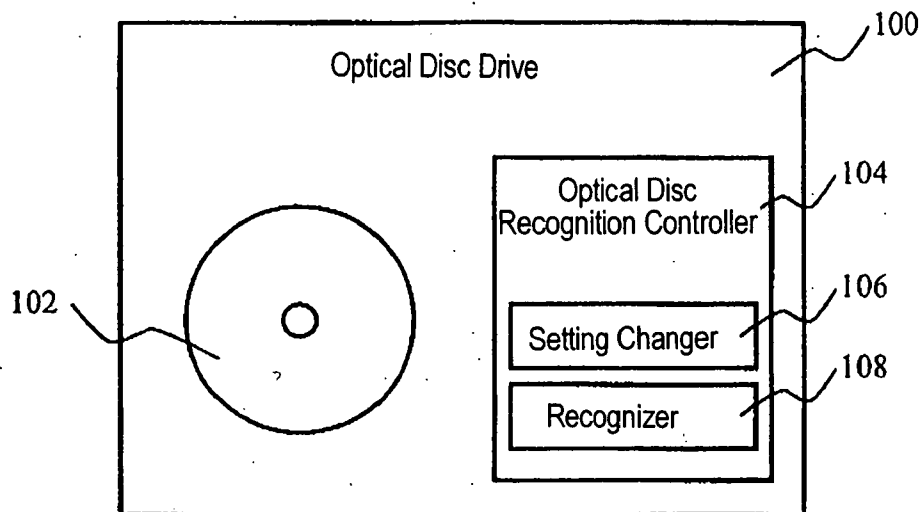 100
Optical Disc Drive
104
Optical Disc
Recognition Controller
102
106
Setting Changer
108
Recognizer